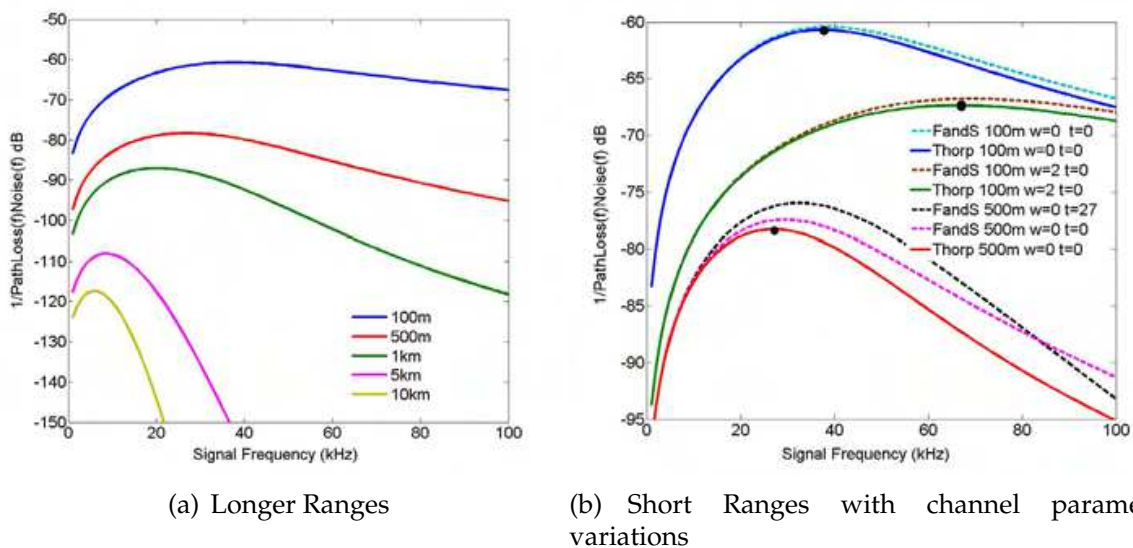 -50
-60
-70
-80
-90
-100
-110
-120
-130
-140
-150
1/PathLoss(f)Noise(f) dB
0 20 40 60 80 100
Signal Frequency (kHz)
100m
500m
1km
5km
10km
(a) Longer Ranges
-60
-65
-70
-75
-80
-85
-90
-95
1/PathLoss(f)Noise(f) dB
0 20 40 60 80 100
Signal Frequency (kHz)
FandS 100m w=0 t=0
Thorp 100m w=0 t=0
FandS 100m w=2 t=0
Thorp 100m w=2 t=0
FandS 500m w=0 t=27
FandS 500m w=0 t=0
Thorp 500m w=0 t=0
(b) Short Ranges with channel parame
variations